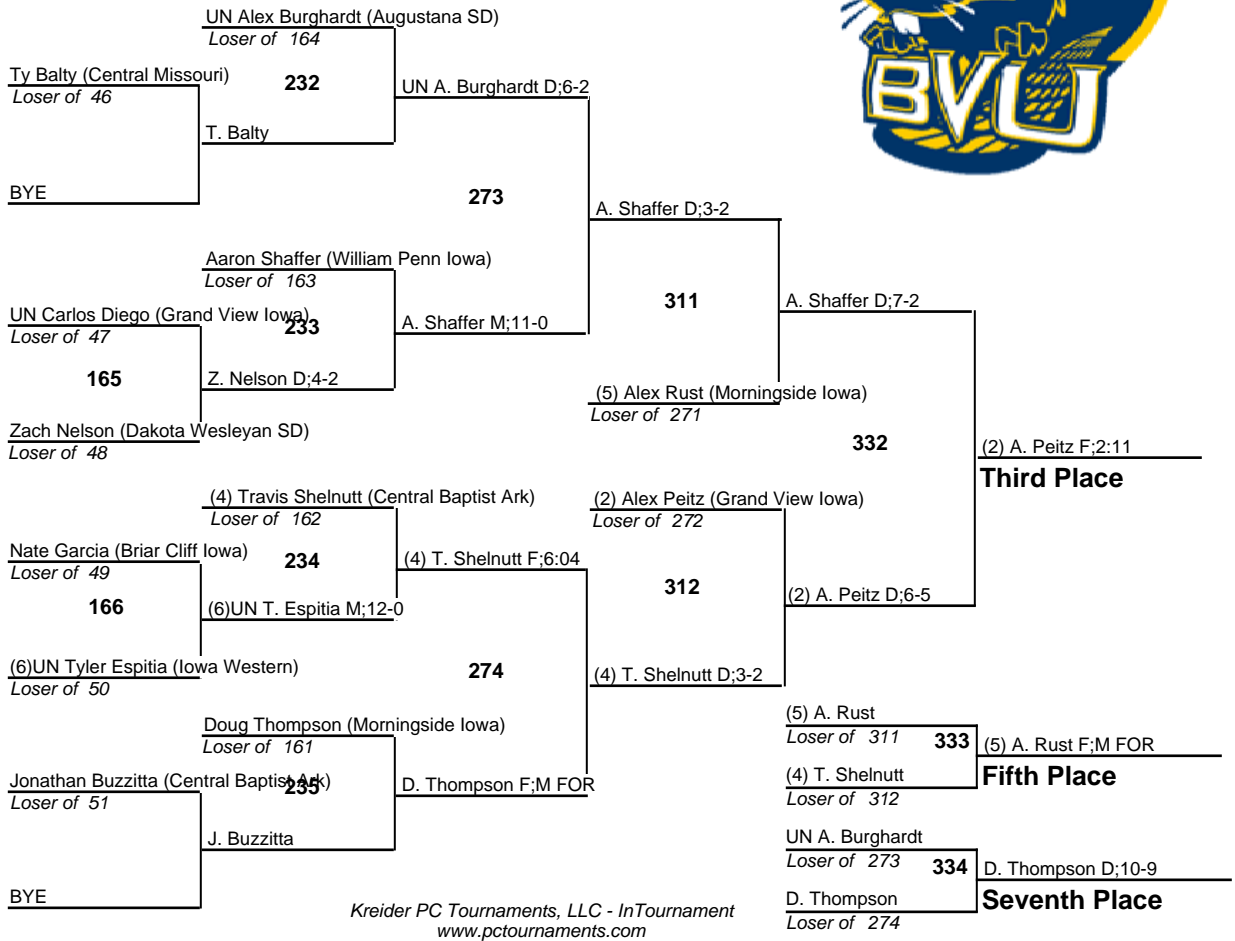 UN Alex Burghardt (Augustana SD)
Loser of 164
Ty Balty (Central Missouri)
Loser of 46
232
UN A. Burghardt D;6-2
T. Balty
BYE
273
A. Shaffer D;3-2
Aaron Shaffer (William Penn Iowa)
Loser of 163
UN Carlos Diego (Grand View Iowa)
Loser of 47
233
A. Shaffer M;11-0
165
Z. Nelson D;4-2
Zach Nelson (Dakota Wesleyan SD)
Loser of 48
311
A. Shaffer D;7-2
(5) Alex Rust (Morningside Iowa)
Loser of 271
332
(2) A. Peitz F;2:11
Third Place
(4) Travis Shelnutt (Central Baptist Ark)
Loser of 162
Nate Garcia (Briar Cliff Iowa)
Loser of 49
234
(4) T. Shelnutt F;6:04
166
(6)UN T. Espitia M;12-0
(6)UN Tyler Espitia (Iowa Western)
Loser of 50
(2) Alex Peitz (Grand View Iowa)
Loser of 272
312
(2) A. Peitz D;6-5
274
(4) T. Shelnutt D;3-2
Doug Thompson (Morningside Iowa)
Loser of 161
Jonathan Buzzitta (Central Baptist Ark)
Loser of 51
235
D. Thompson F;M FOR
J. Buzzitta
BYE
(5) A. Rust
Loser of 311
333
(5) A. Rust F;M FOR
Fifth Place
(4) T. Shelnutt
Loser of 312
UN A. Burghardt
Loser of 273
334
D. Thompson D;10-9
Seventh Place
D. Thompson
Loser of 274
Kreider PC Tournaments, LLC - InTournament
www.pctournaments.com
BVU